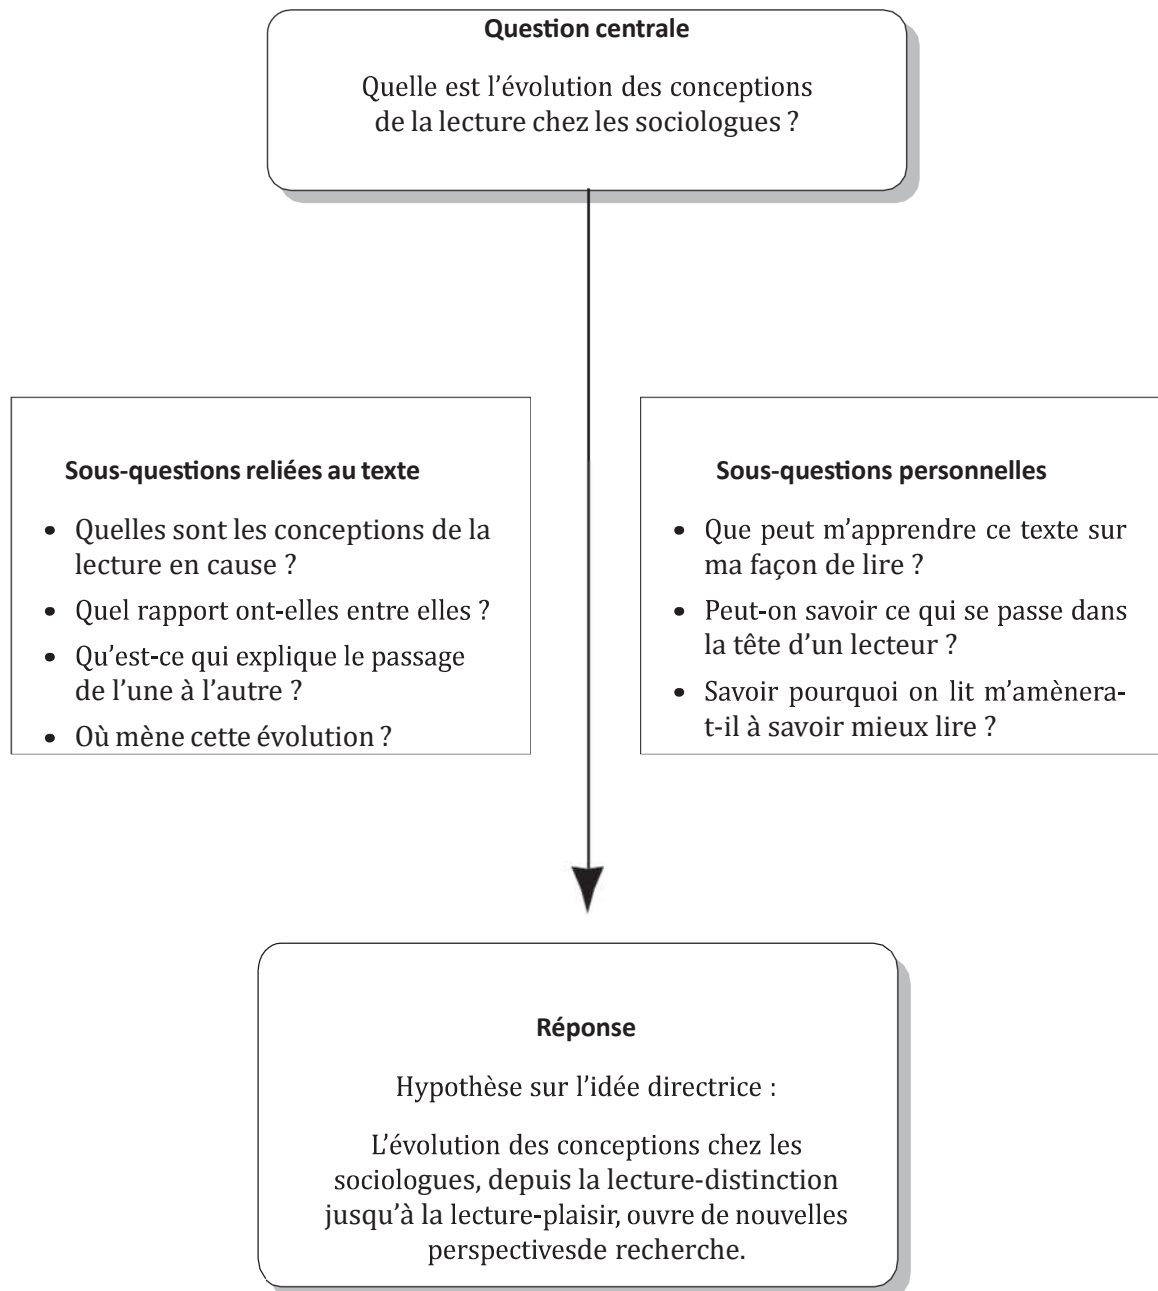 Question centrale
Quelle est l’évolution des conceptions
de la lecture chez les sociologues ?
Sous-questions reliées au texte
• Quelles sont les conceptions de la
lecture en cause ?
• Quel rapport ont-elles entre elles ?
• Qu’est-ce qui explique le passage
de l’une à l’autre ?
• Où mène cette évolution ?
Sous-questions personnelles
• Que peut m’apprendre ce texte sur
ma façon de lire ?
• Peut-on savoir ce qui se passe dans
la tête d’un lecteur ?
• Savoir pourquoi on lit m’amènera-
t-il à savoir mieux lire ?
Réponse
Hypothèse sur l’idée directrice :
L’évolution des conceptions chez les
sociologues, depuis la lecture-distinction
jusqu’à la lecture-plaisir, ouvre de nouvelles
perspectivesde recherche.